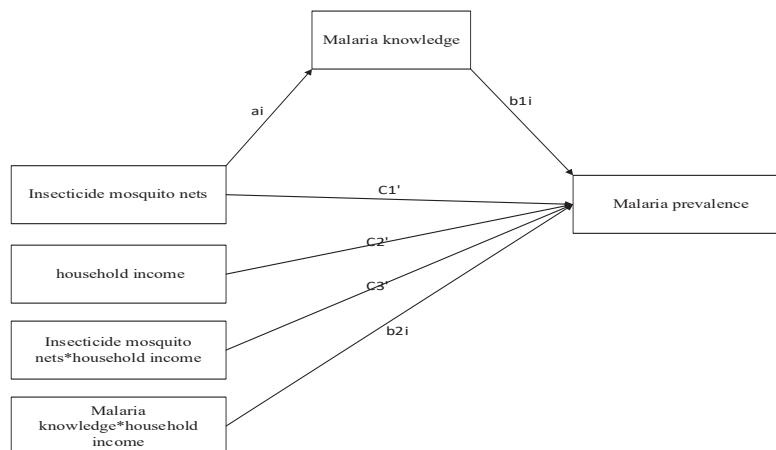 Malaria knowledge
ai
b1i
Insecticide mosquito nets
C1'
Malaria prevalence
C2'
household income
C3'
Insecticide mosquito
nets*household income
b2i
Malaria
knowledge*household
income